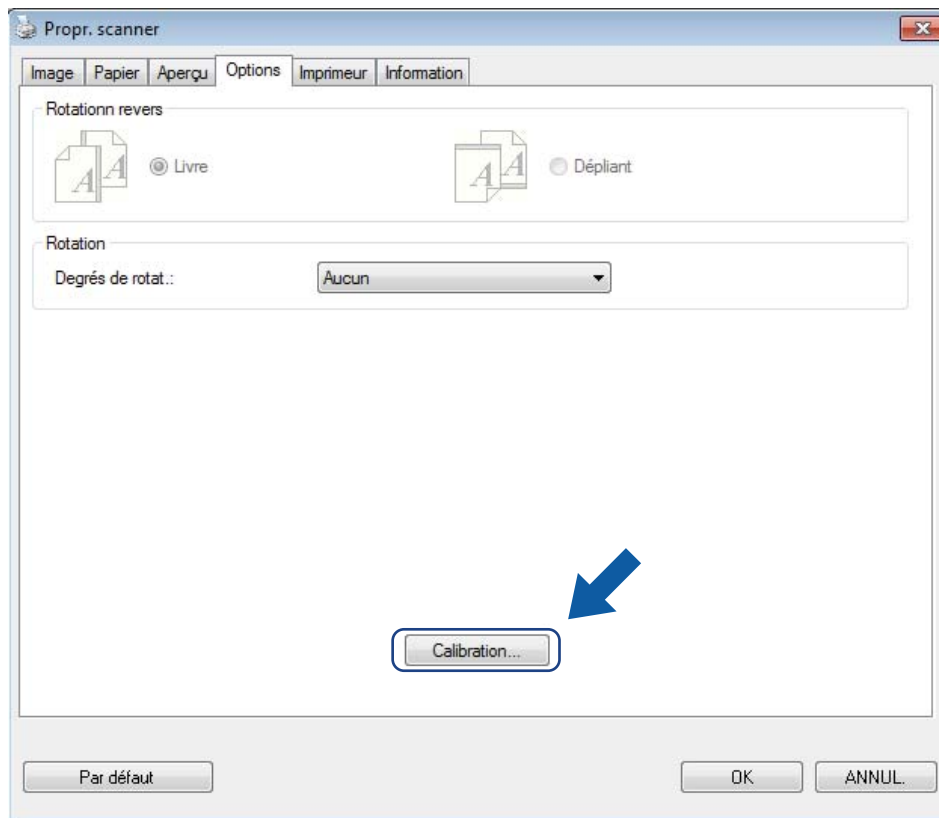 Propr. scanner
Image Papier Aperçu Options Imprimeur Information
Rotationn revers
A A Livre A A Dépliant
Rotation
Degrés de rotat.: Aucun
Calibration...
Par défaut OK ANNUL.